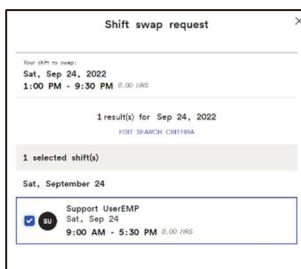 Shift swap request
Your shift to swap:
Sat, Sep 24, 2022
1:00 PM - 9:30 PM 8.00 HRS
1 result(s) for Sep 24, 2022
EDIT SEARCH CRITERIA
1 selected shift(s)
Sat, September 24
Support UserEMP
SU
Sat, Sep 24
9:00 AM - 5:30 PM 8.00 HRS